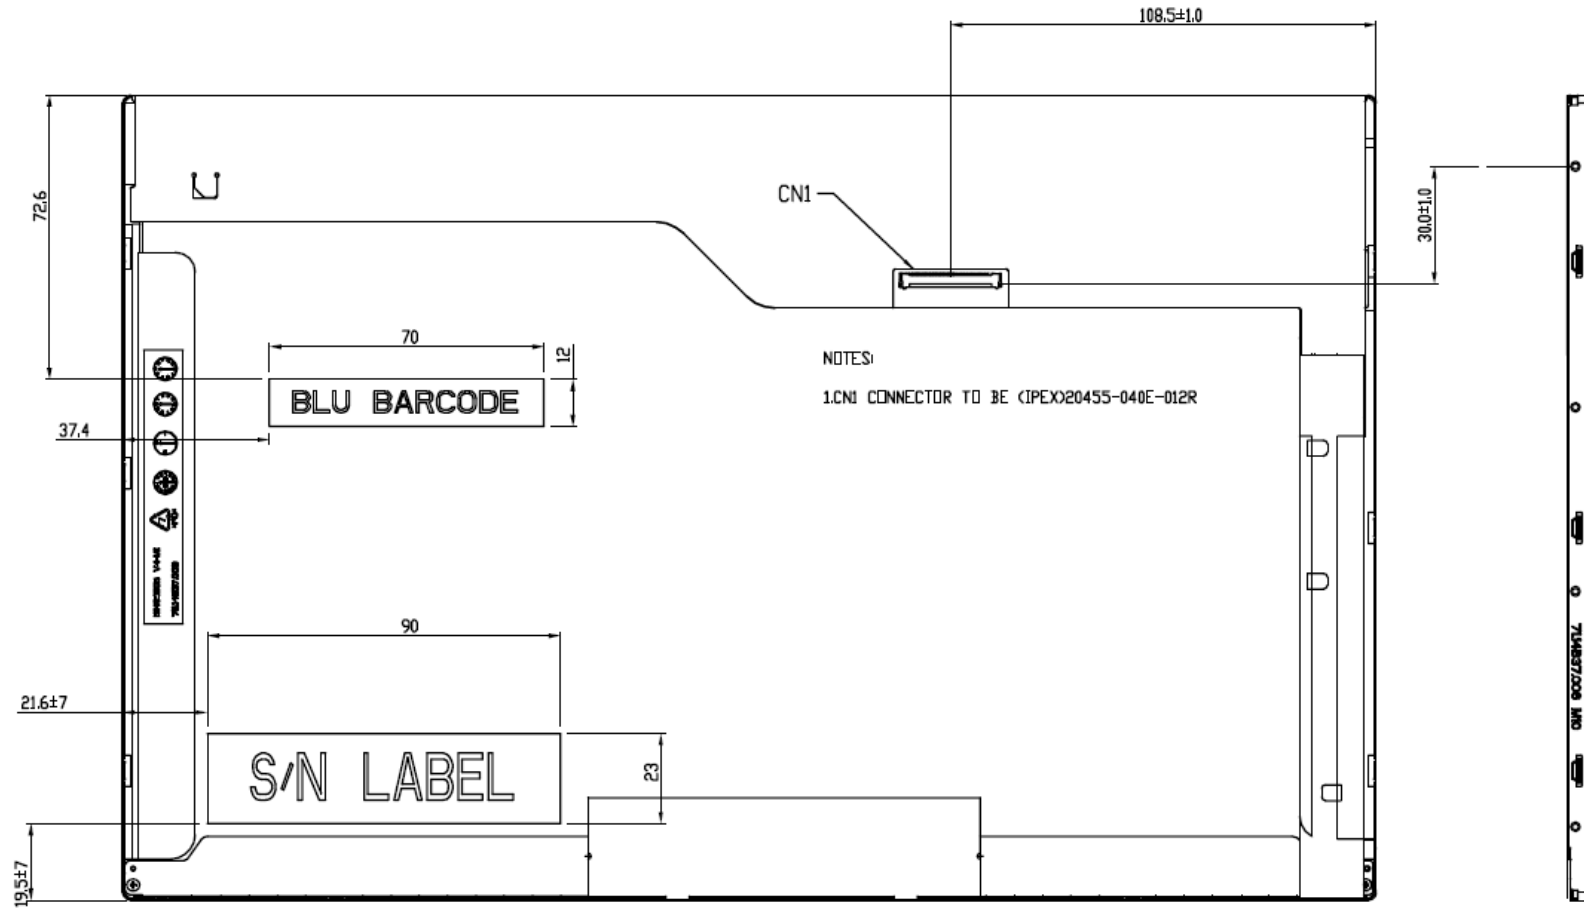 108.5±1.0
72.6
CN1
30.0±1.0
70
12
NOTES:
BLU BARCODE
1.CN1 CONNECTOR TO BE (IPEX)20455-040E-012R
37.4
90
21.6±7
S/N LABEL
23
19.5±7